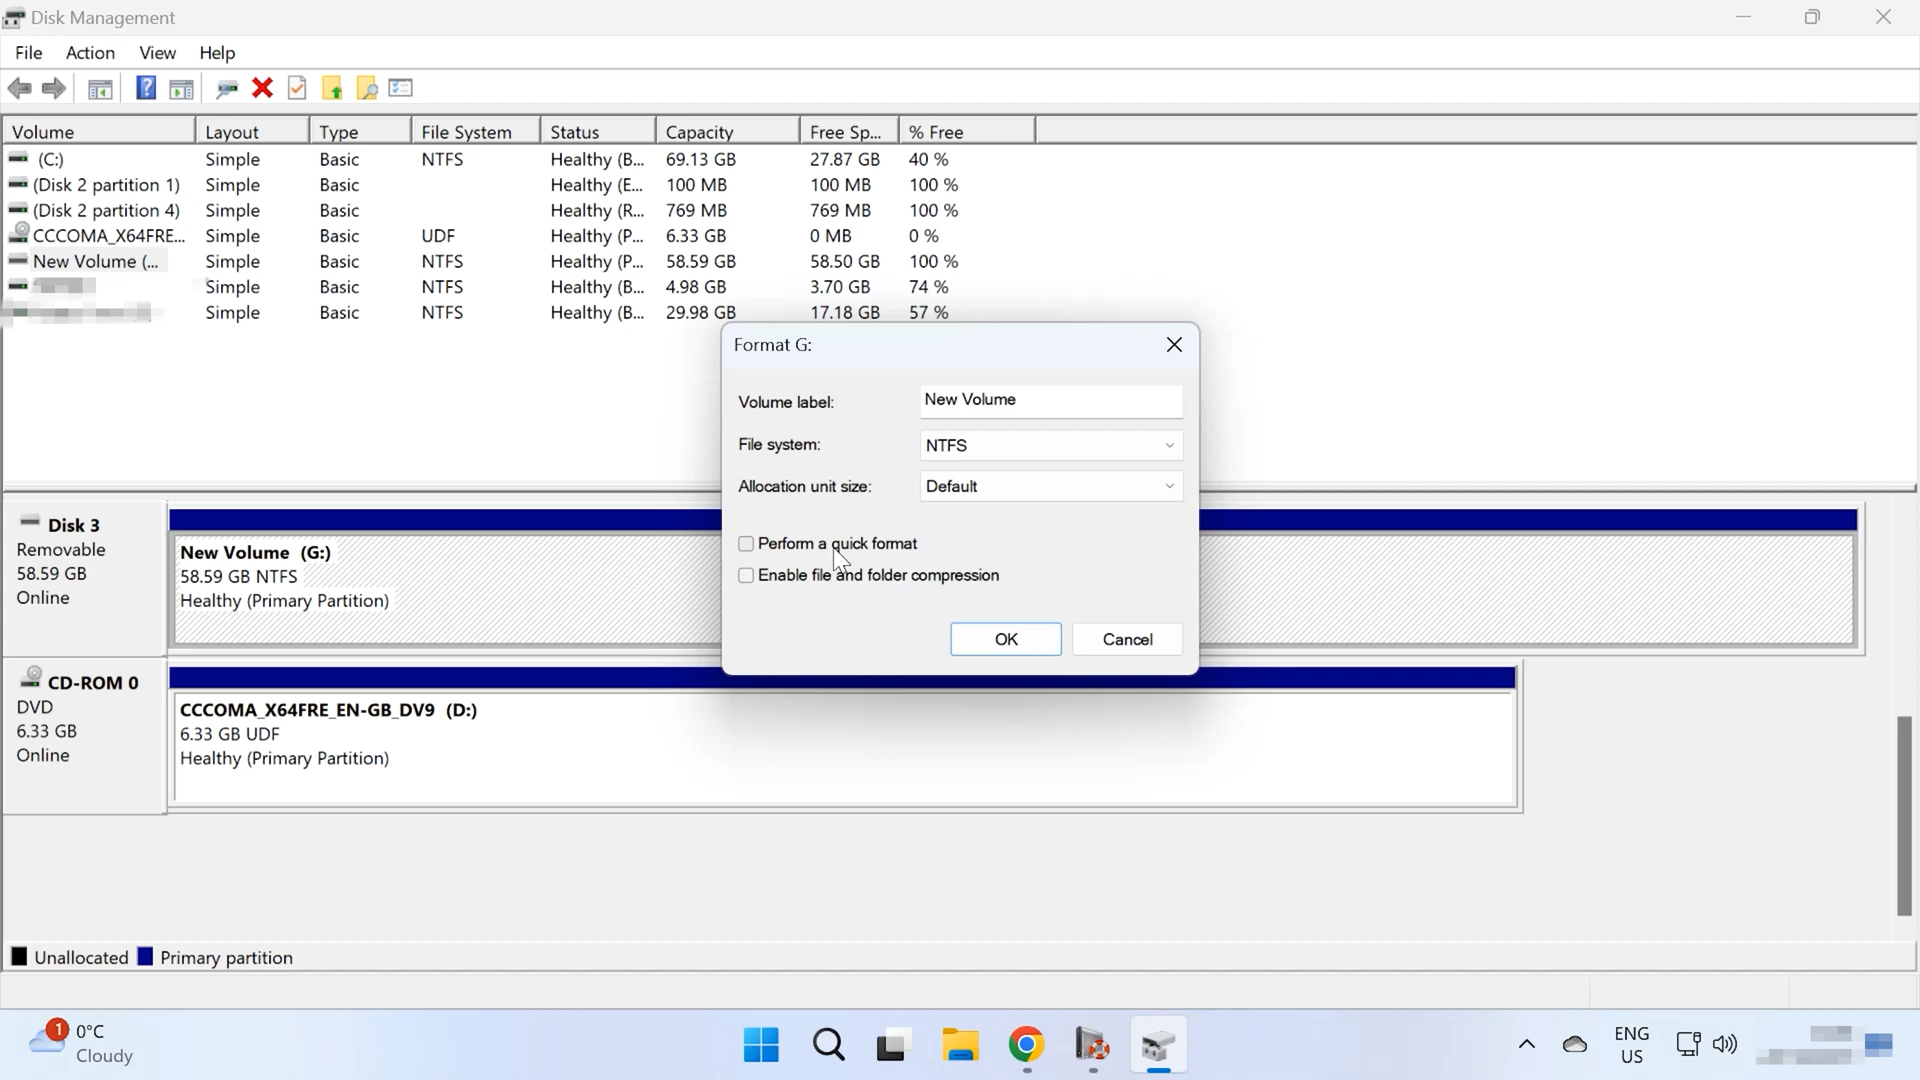 Disk Management
File Action View Help
Volume Layout Type File System Status Capacity Free Sp... % Free
(C:) Simple Basic NTFS Healthy (B... 69.13 GB 27.87 GB 40 %
(Disk 2 partition 1) Simple Basic Healthy (E... 100 MB 100 MB 100 %
(Disk 2 partition 4) Simple Basic Healthy (R... 769 MB 769 MB 100 %
CCCOMA_X64FRE... Simple Basic UDF Healthy (P... 6.33 GB 0 MB 0 %
New Volume (... Simple Basic NTFS Healthy (P... 58.59 GB 58.50 GB 100 %
Simple Basic NTFS Healthy (B... 4.98 GB 3.70 GB 74 %
Simple Basic NTFS Healthy (B... 29.98 GB 17.18 GB 57 %
Format G:
Volume label: New Volume
File system: NTFS
Allocation unit size: Default
Perform a quick format
Enable file and folder compression
OK Cancel
Disk 3
Removable
58.59 GB
Online
New Volume (G:)
58.59 GB NTFS
Healthy (Primary Partition)
CD-ROM 0
DVD
6.33 GB
Online
CCCOMA_X64FRE_EN-GB_DV9 (D:)
6.33 GB UDF
Healthy (Primary Partition)
Unallocated Primary partition
1
0°C
Cloudy
ENG
US